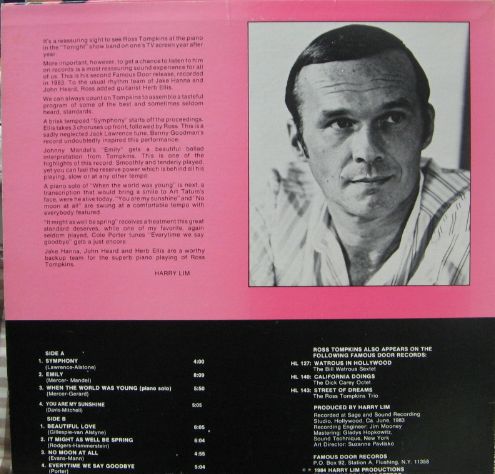 It's a reassuring sight to see Ross Tompkins at the piano
in the "Tonight" show band on one's TV screen year after
year.
More important, however, to get a chance to listen to him
on records is a most reassuring sound experience for all
of us. This is his second Famous Door release, recorded
in 1983. To the usual rhythm team of Jake Hanna and
John Heard, Ross added guitarist Herb Ellis.
We can always count on Tompkins to assemble a tasteful
program of some of the best and sometimes seldom
heard, standards.
A brisk tempoed "Symphony" starts off the proceedings.
Ellis takes 3 choruses up front, followed by Ross. This is a
sadly neglected Jack Lawrence tune. Benny Goodman's
record undoubtedly inspired this performance.
Johnny Mandel's "Emily" gets a beautiful ballad
interpretation from Tompkins. This is one of the
highlights of this record. Smoothly and tenderly played,
yet you can feel the reserve power which is behind all his
playing, slow or at any other tempo.
A piano solo of "When the world was young" is next, a
transcription that would bring a smile to Art Tatum's
face, were he alive today. "You are my sunshine" and "No
moon at all" are swung at a comfortable tempo with
everybody featured.
"It might as well be spring" receives a treatment this great
standard deserves, while one of my favorite, again
seldom played, Cole Porter tunes "Everytime we say
goodbye" gets a just encore.
Jake Hanna, John Heard and Herb Ellis are a worthy
backup team for the superb piano playing of Ross
Tompkins.
HARRY LIM
SIDE A
1. SYMPHONY 4:00
(Lawrence-Alstone)
2. EMILY 8:09
(Mercer- Mandel)
3. WHEN THE WORLD WAS YOUNG (piano solo) 5:50
(Mercer-Gerard)
4. YOU ARE MY SUNSHINE 5:05
(Davis-Mitchell)
SIDE B
1. BEAUTIFUL LOVE 6:05
(Gillespie-van Alstyne)
2. IT MIGHT AS WELL BE SPRING 6:04
(Rodgers-Hammerstein)
3. NO MOON AT ALL 4:55
(Evans-Mann)
4. EVERYTIME WE SAY GOODBYE 5:04
(Porter)
ROSS TOMPKINS ALSO APPEARS ON THE
FOLLOWING FAMOUS DOOR RECORDS:
HL 127: WATROUS IN HOLLYWOOD
The Bill Watrous Sextet
HL 140: CALIFORNIA DOINGS
The Dick Carey Octet
HL 143: STREET OF DREAMS
The Ross Tompkins Trio
PRODUCED BY HARRY LIM
Recorded at Sage and Sound Recording
Studio, Hollywood, Ca. June, 1983
Recording Engineer: Jim Mooney
Mastering: Gladys Hopkowitz,
Sound Technique, New York
Art Director: Suzanne Pavlisko
FAMOUS DOOR RECORDS
P.O. Box 92, Station A, Flushing, N.Y. 11358
1984 HARRY LIM PRODUCTIONS